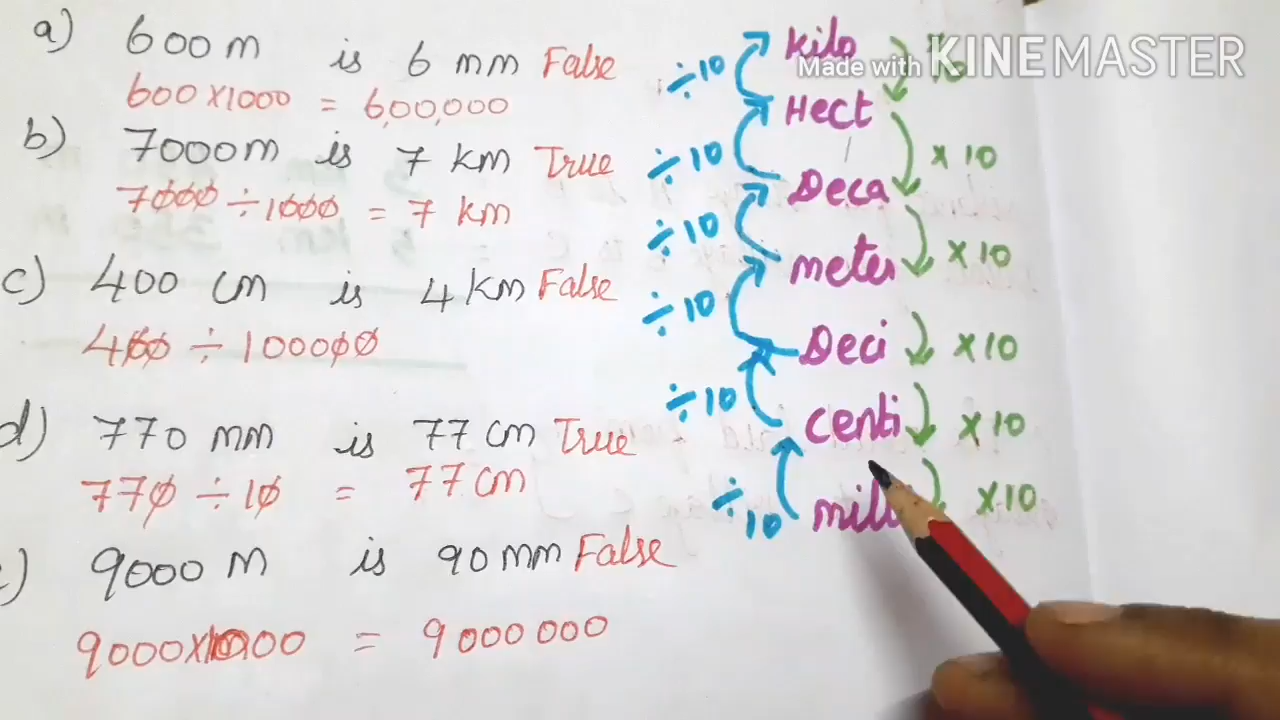 a) 600 m is 6 mm False
600 x 1000 = 6,00,000
b) 7000 m is 7 km True
7000 ÷ 1000 = 7 km
c) 400 cm is 4 km False
400 ÷ 100000
d) 770 mm is 77 cm True
770 ÷ 10 = 77 cm
9000 m is 90 mm False
9000 x 1000 = 9000 000
Kilo
Hect
Deca
meter
Deci
centi
÷10
÷10
÷10
÷10
÷10
÷10
x 10
x 10
x 10
x 10
x 10
Made with KINEMASTER